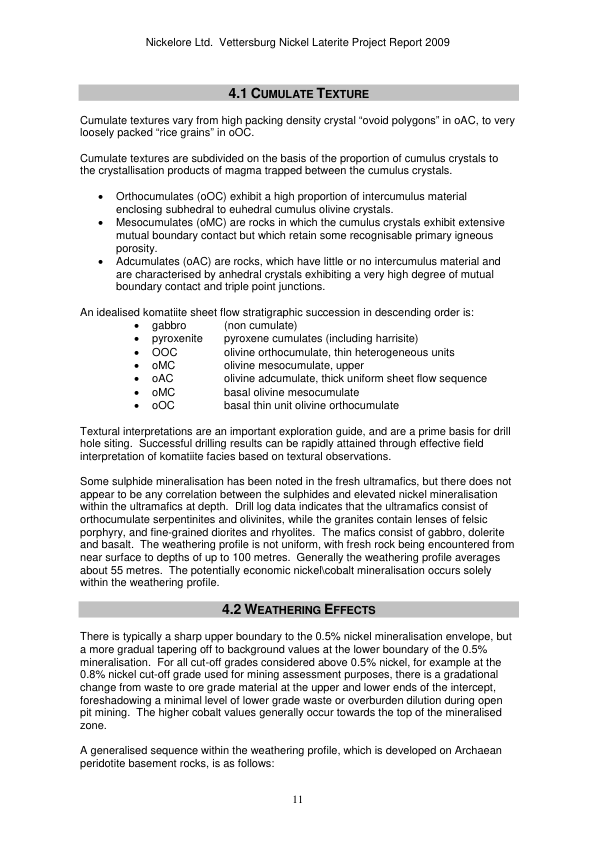 Nickelore Ltd.  Vettersburg Nickel Laterite Project Report 2009
4.1 CUMULATE TEXTURE
Cumulate textures vary from high packing density crystal “ovoid polygons” in oAC, to very
loosely packed “rice grains” in oOC.
Cumulate textures are subdivided on the basis of the proportion of cumulus crystals to
the crystallisation products of magma trapped between the cumulus crystals.
• Orthocumulates (oOC) exhibit a high proportion of intercumulus material
enclosing subhedral to euhedral cumulus olivine crystals.
• Mesocumulates (oMC) are rocks in which the cumulus crystals exhibit extensive
mutual boundary contact but which retain some recognisable primary igneous
porosity.
• Adcumulates (oAC) are rocks, which have little or no intercumulus material and
are characterised by anhedral crystals exhibiting a very high degree of mutual
boundary contact and triple point junctions.
An idealised komatiite sheet flow stratigraphic succession in descending order is:
• gabbro (non cumulate)
• pyroxenite pyroxene cumulates (including harrisite)
• OOC olivine orthocumulate, thin heterogeneous units
• oMC olivine mesocumulate, upper
• oAC olivine adcumulate, thick uniform sheet flow sequence
• oMC basal olivine mesocumulate
• oOC basal thin unit olivine orthocumulate
Textural interpretations are an important exploration guide, and are a prime basis for drill
hole siting.  Successful drilling results can be rapidly attained through effective field
interpretation of komatiite facies based on textural observations.
Some sulphide mineralisation has been noted in the fresh ultramafics, but there does not
appear to be any correlation between the sulphides and elevated nickel mineralisation
within the ultramafics at depth.  Drill log data indicates that the ultramafics consist of
orthocumulate serpentinites and olivinites, while the granites contain lenses of felsic
porphyry, and fine-grained diorites and rhyolites.  The mafics consist of gabbro, dolerite
and basalt.  The weathering profile is not uniform, with fresh rock being encountered from
near surface to depths of up to 100 metres.  Generally the weathering profile averages
about 55 metres.  The potentially economic nickel\cobalt mineralisation occurs solely
within the weathering profile.
4.2 WEATHERING EFFECTS
There is typically a sharp upper boundary to the 0.5% nickel mineralisation envelope, but
a more gradual tapering off to background values at the lower boundary of the 0.5%
mineralisation.  For all cut-off grades considered above 0.5% nickel, for example at the
0.8% nickel cut-off grade used for mining assessment purposes, there is a gradational
change from waste to ore grade material at the upper and lower ends of the intercept,
foreshadowing a minimal level of lower grade waste or overburden dilution during open
pit mining.  The higher cobalt values generally occur towards the top of the mineralised
zone.
A generalised sequence within the weathering profile, which is developed on Archaean
peridotite basement rocks, is as follows:
11